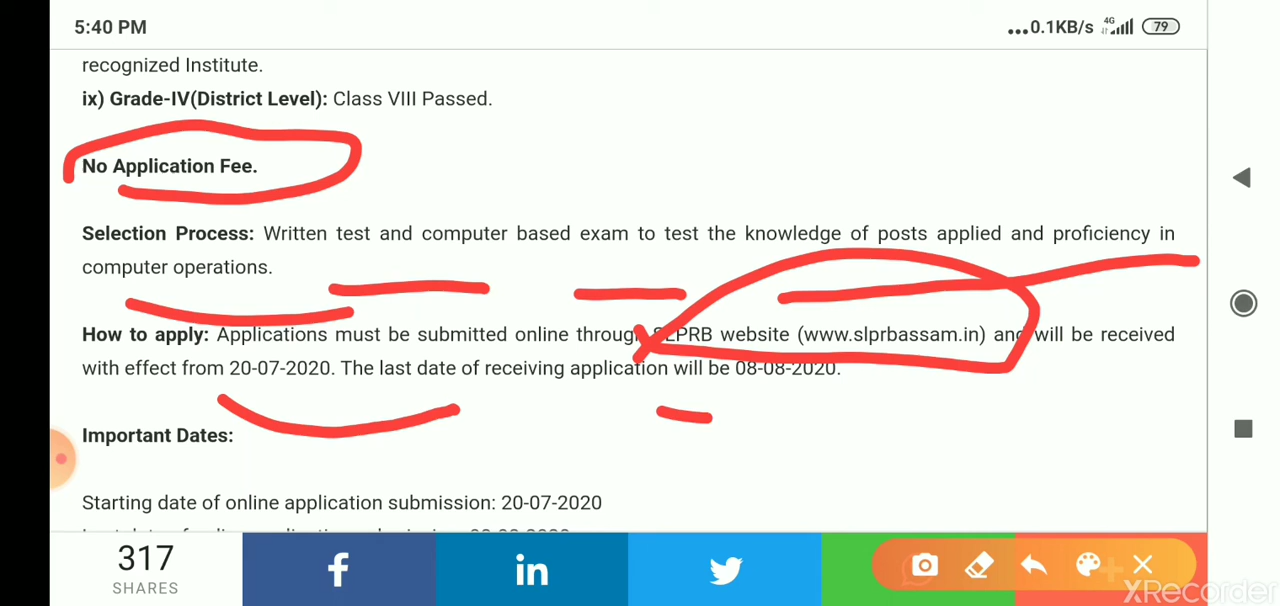 5:40 PM
...0.1KB/s 4G 79
recognized Institute.
ix) Grade-IV(District Level): Class VIII Passed.
No Application Fee.
Selection Process: Written test and computer based exam to test the knowledge of posts applied and proficiency in
computer operations.
How to apply: Applications must be submitted online through SLPRB website (www.slprbassam.in) and will be received
with effect from 20-07-2020. The last date of receiving application will be 08-08-2020.
Important Dates:
Starting date of online application submission: 20-07-2020
317
SHARES
f
in
XRecorder